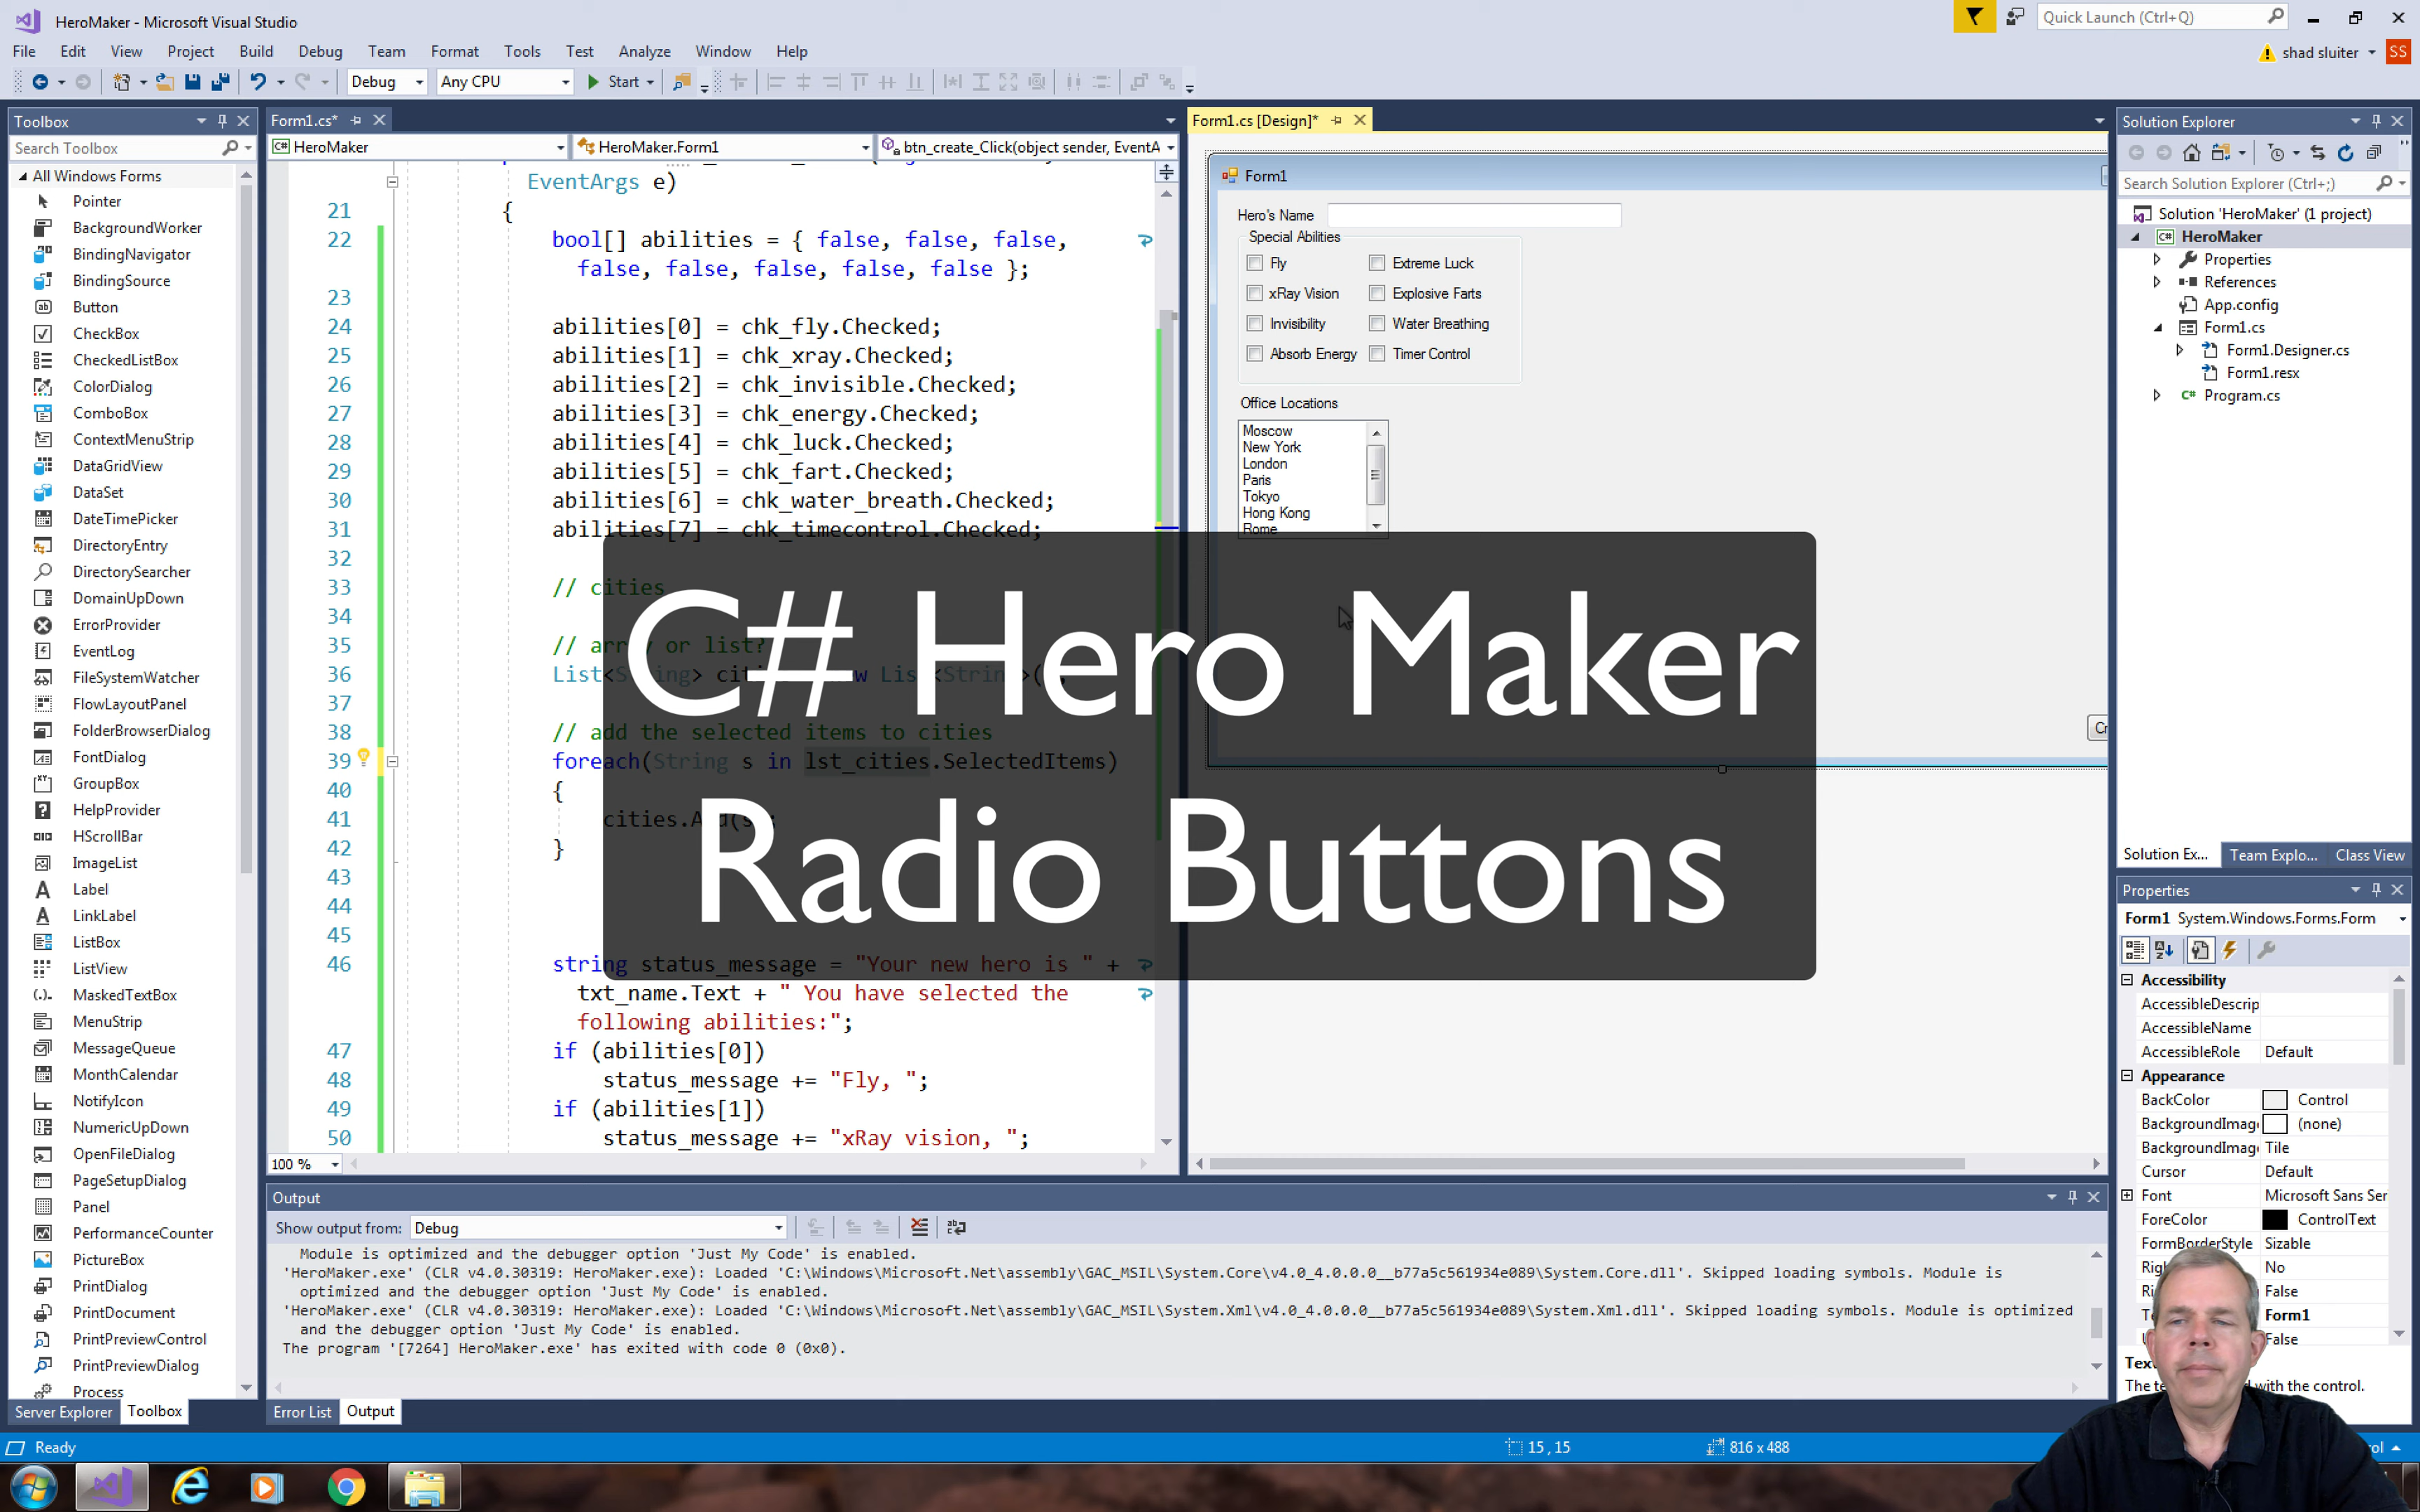 HeroMaker - Microsoft Visual Studio
Quick Launch (Ctrl+Q)
File Edit View Project Build Debug Team Format Tools Test Analyze Window Help
shad sluiter SS
Debug Any CPU Start
Toolbox
Search Toolbox
All Windows Forms
Pointer
BackgroundWorker
BindingNavigator
BindingSource
Button
CheckBox
CheckedListBox
ColorDialog
ComboBox
ContextMenuStrip
DataGridView
DataSet
DateTimePicker
DirectoryEntry
DirectorySearcher
DomainUpDown
ErrorProvider
EventLog
FileSystemWatcher
FlowLayoutPanel
FolderBrowserDialog
FontDialog
GroupBox
HelpProvider
HScrollBar
ImageList
Label
LinkLabel
ListBox
ListView
MaskedTextBox
MenuStrip
MessageQueue
MonthCalendar
NotifyIcon
NumericUpDown
OpenFileDialog
PageSetupDialog
Panel
PerformanceCounter
PictureBox
PrintDialog
PrintDocument
PrintPreviewControl
PrintPreviewDialog
Process
Server Explorer Toolbox
Form1.cs*
HeroMaker HeroMaker.Form1 btn_create_Click(object sender, EventA
EventArgs e)
21 {
22 bool[] abilities = { false, false, false,
false, false, false, false, false };
23
24 abilities[0] = chk_fly.Checked;
25 abilities[1] = chk_xray.Checked;
26 abilities[2] = chk_invisible.Checked;
27 abilities[3] = chk_energy.Checked;
28 abilities[4] = chk_luck.Checked;
29 abilities[5] = chk_fart.Checked;
30 abilities[6] = chk_water_breath.Checked;
31 abilities[7] = chk_timecontrol.Checked;
32
33 // cities
34
35 // array or list?
36 List<String>
37
38 // add the selected items to cities
39 foreach(String s in lst_cities.SelectedItems)
40 {
41 cities.Add(s
42 }
43
44
45
46 string status_message = "Your new hero is " +
txt_name.Text + " You have selected the
following abilities:";
47 if (abilities[0])
48 status_message += "Fly, ";
49 if (abilities[1])
50 status_message += "xRay vision, ";
100 %
C# Hero Maker
Radio Buttons
Form1.cs [Design]*
Form1
Hero's Name
Special Abilities
Fly Extreme Luck
xRay Vision Explosive Farts
Invisibility Water Breathing
Absorb Energy Timer Control
Office Locations
Moscow
New York
London
Paris
Tokyo
Hong Kong
Rome
Cr
Output
Show output from: Debug
Module is optimized and the debugger option 'Just My Code' is enabled.
'HeroMaker.exe' (CLR v4.0.30319: HeroMaker.exe): Loaded 'C:\Windows\Microsoft.Net\assembly\GAC_MSIL\System.Core\v4.0_4.0.0.0__b77a5c561934e089\System.Core.dll'. Skipped loading symbols. Module is
optimized and the debugger option 'Just My Code' is enabled.
'HeroMaker.exe' (CLR v4.0.30319: HeroMaker.exe): Loaded 'C:\Windows\Microsoft.Net\assembly\GAC_MSIL\System.Xml\v4.0_4.0.0.0__b77a5c561934e089\System.Xml.dll'. Skipped loading symbols. Module is optimized
and the debugger option 'Just My Code' is enabled.
The program '[7264] HeroMaker.exe' has exited with code 0 (0x0).
Error List Output
Solution Explorer
Search Solution Explorer (Ctrl+;)
Solution 'HeroMaker' (1 project)
HeroMaker
Properties
References
App.config
Form1.cs
Form1.Designer.cs
Form1.resx
Program.cs
Solution Ex... Team Explo... Class View
Properties
Form1 System.Windows.Forms.Form
Accessibility
AccessibleDescrip
AccessibleName
AccessibleRole Default
Appearance
BackColor Control
BackgroundImag (none)
BackgroundImag Tile
Cursor Default
Font Microsoft Sans Ser
ForeColor ControlText
FormBorderStyle Sizable
Rig No
False
Te Form1
U False
Tex
The te d with the control.
Ready 15 , 15 816 x 488